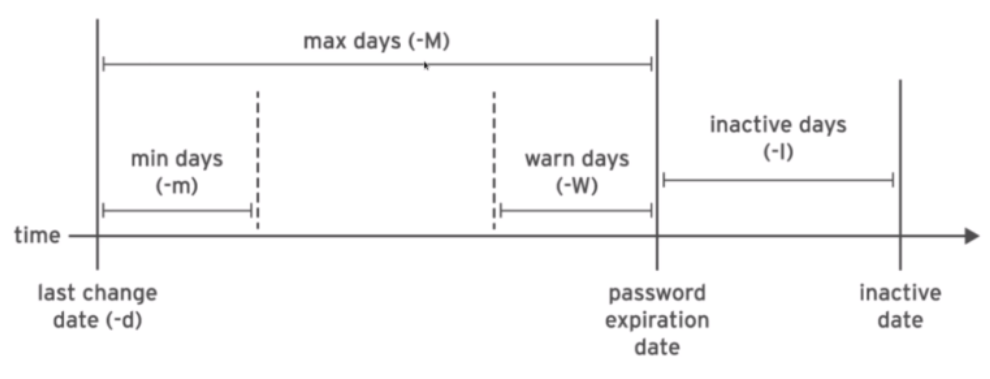 max days (-M)
inactive days
(-I)
min days
(-m)
warn days
(-W)
time
last change
date (-d)
password
expiration
date
inactive
date